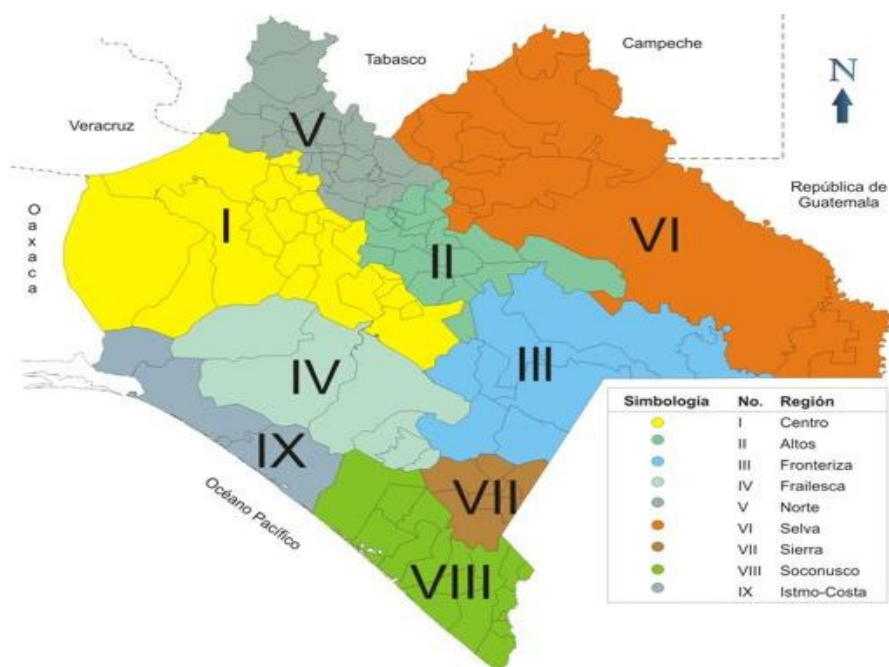 Campeche
Tabasco
N
Veracruz
V
República de
Guatemala
Oaxaca
I
VI
II
III
IV
IX
VII
Océano Pacífico
VIII
Simbología No. Región
I Centro
II Altos
III Fronteriza
IV Frailesca
V Norte
VI Selva
VII Sierra
VIII Soconusco
IX Istmo-Costa